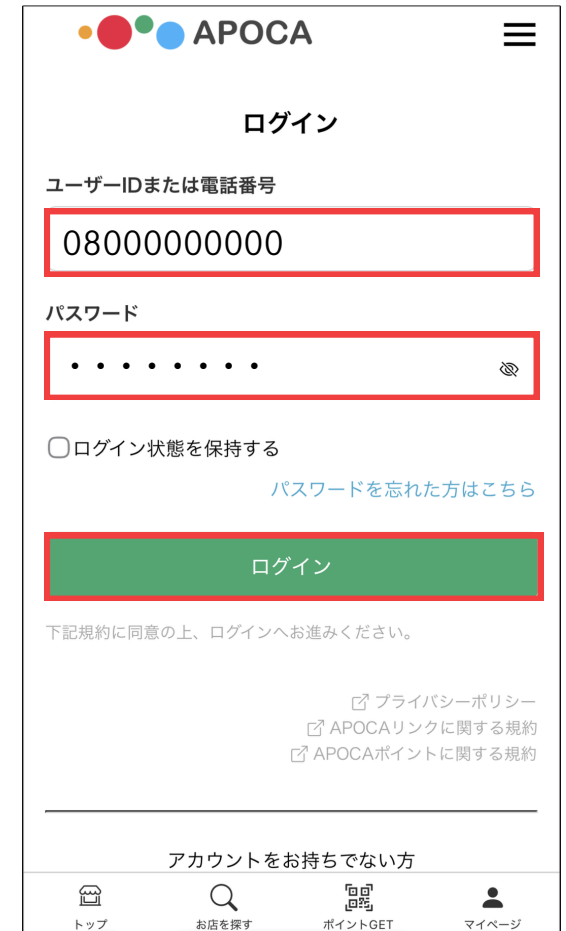 APOCA
ログイン
ユーザーIDまたは電話番号
08000000000
パスワード
••••••••
ログイン状態を保持する
パスワードを忘れた方はこちら
ログイン
下記規約に同意の上、ログインへお進みください。
プライバシーポリシー
APOCAリンクに関する規約
APOCAポイントに関する規約
アカウントをお持ちでない方
トップ お店を探す ポイントGET マイページ